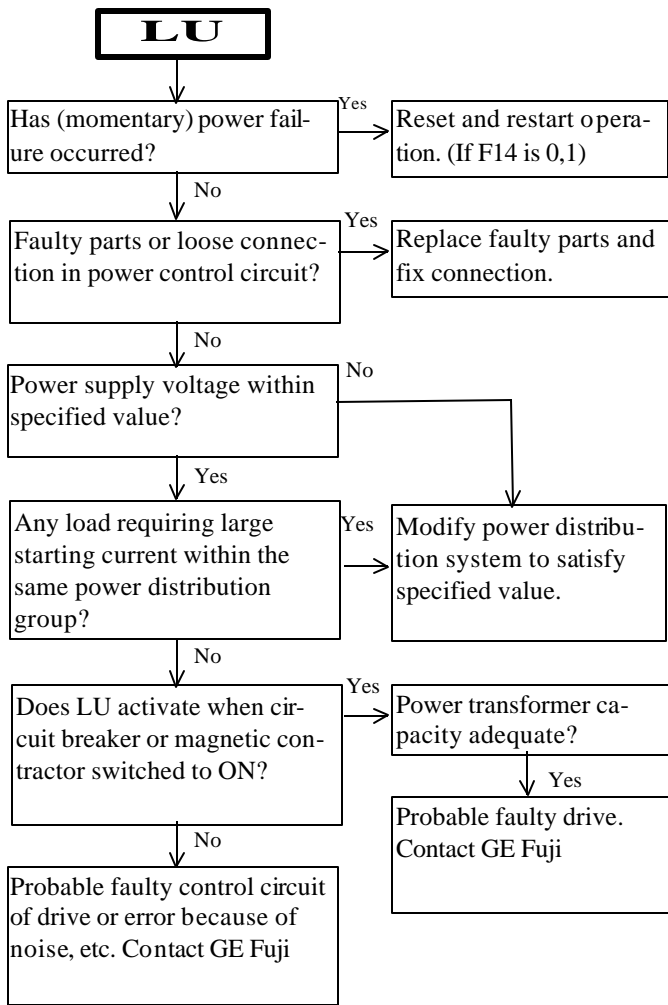 LU
Has (momentary) power fail-
ure occurred?
Yes
Reset and restart opera-
tion. (If F14 is 0,1)
No
Faulty parts or loose connec-
tion in power control circuit?
Yes
Replace faulty parts and
fix connection.
No
Power supply voltage within
specified value?
No
Yes
Any load requiring large
starting current within the
same power distribution
group?
Yes
Modify power distribu-
tion system to satisfy
specified value.
No
Does LU activate when cir-
cuit breaker or magnetic con-
tractor switched to ON?
Yes
Power transformer ca-
pacity adequate?
Yes
Probable faulty drive.
Contact GE Fuji
No
Probable faulty control circuit
of drive or error because of
noise, etc. Contact GE Fuji